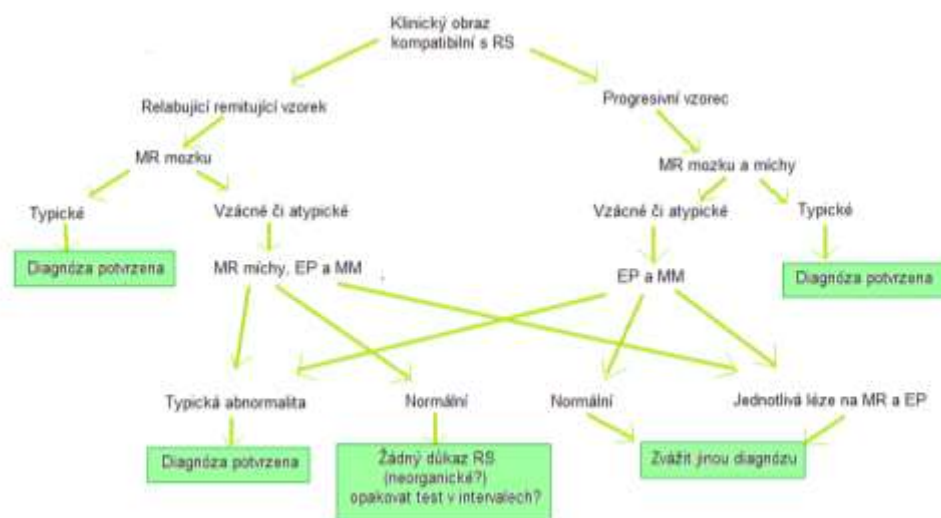 Klinický obraz
kompatibilní s RS
Relabující remitující vzorek
Progresivní vzorec
MR mozku
MR mozku a míchy
Typické
Vzácné či atypické
Vzácné či atypické
Typické
Diagnóza potvrzena
MR míchy, EP a MM
EP a MM
Diagnóza potvrzena
Typická abnormalita
Normální
Normální
Jednotlivá léze na MR a EP
Diagnóza potvrzena
Žádný důkaz RS
(neorganické?)
opakovat test v intervalech?
Zvážit jinou diagnózu